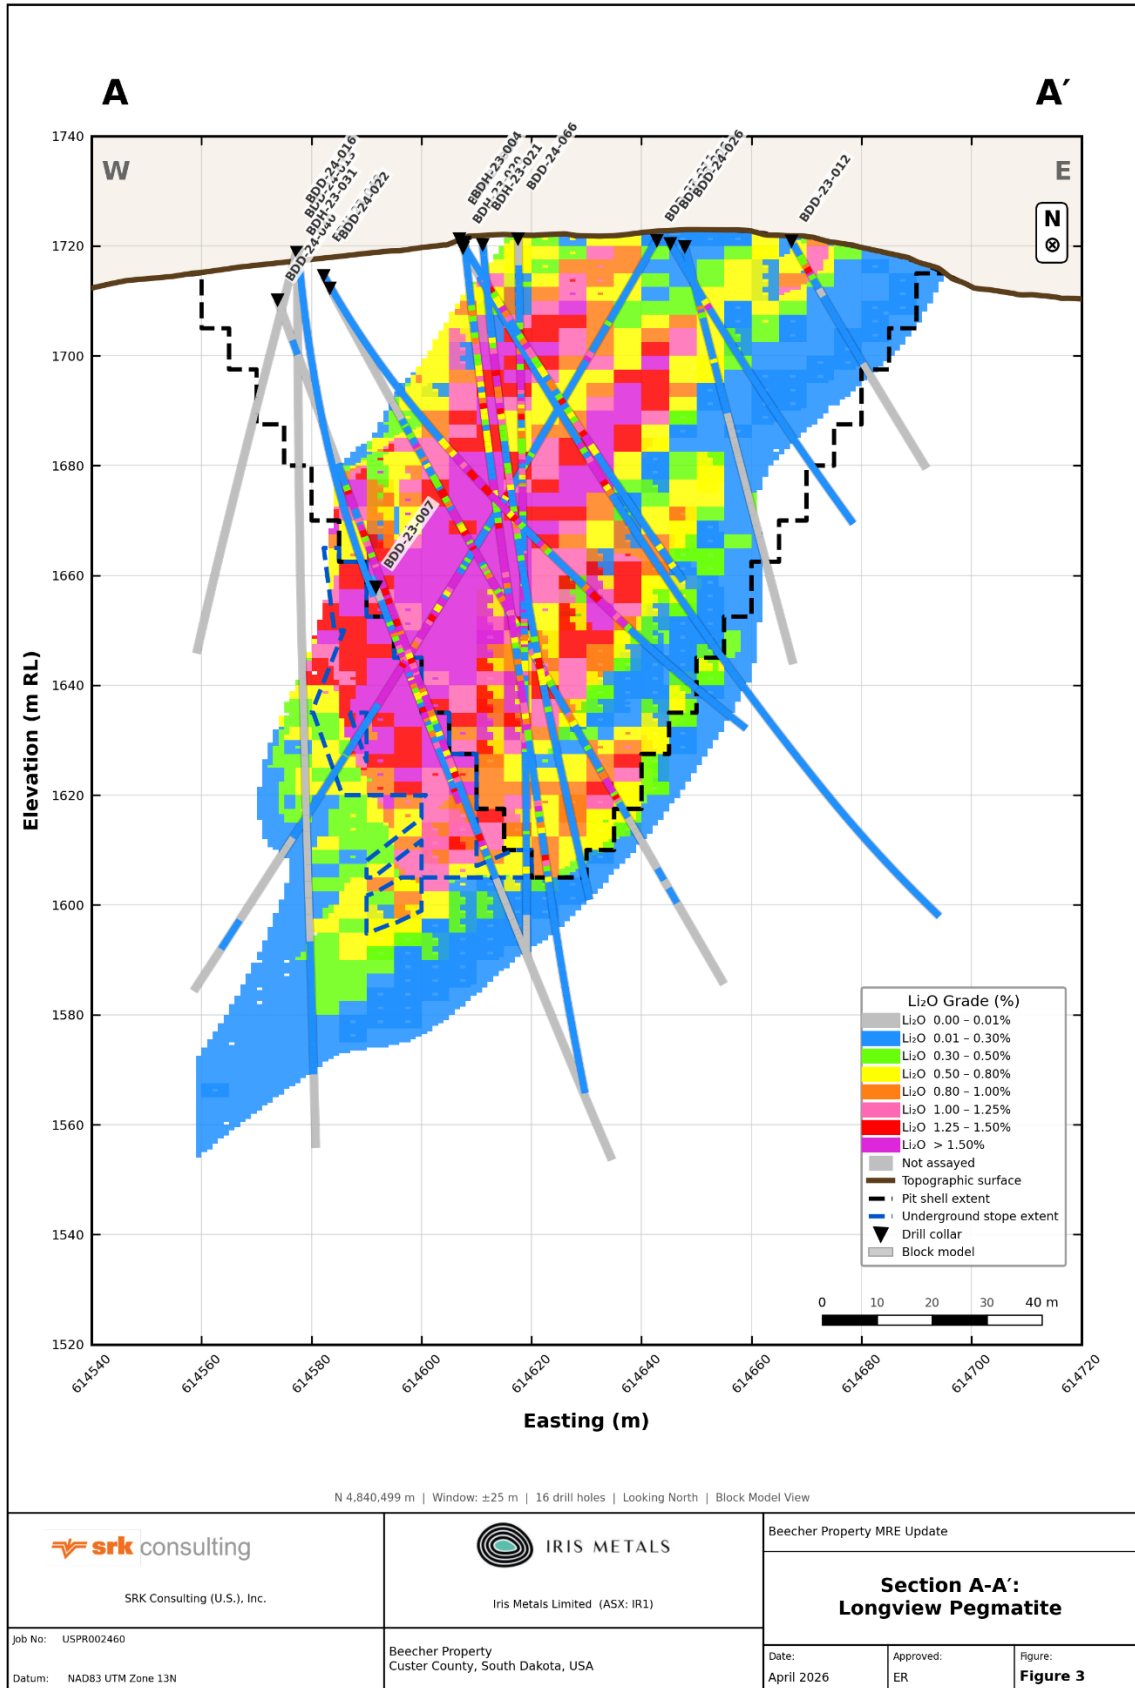 A
A′
W
E
N
1740
1720
1700
1680
1660
1640
1620
1600
1580
1560
1540
1520
Elevation (m RL)
BDD-24-016
BDH-23-031
BDD-24-040
BDD-24-022
BDH-23-004
BDH-23-020
BDH-23-021
BDD-24-066
BDD-24-026
BDD-23-012
BDD-23-007
Li₂O Grade (%)
Li₂O 0.00 – 0.01%
Li₂O 0.01 – 0.30%
Li₂O 0.30 – 0.50%
Li₂O 0.50 – 0.80%
Li₂O 0.80 – 1.00%
Li₂O 1.00 – 1.25%
Li₂O 1.25 – 1.50%
Li₂O > 1.50%
Not assayed
Topographic surface
Pit shell extent
Underground stope extent
Drill collar
Block model
0 10 20 30 40 m
614540 614560 614580 614600 614620 614640 614660 614680 614700 614720
Easting (m)
N 4,840,499 m | Window: ±25 m | 16 drill holes | Looking North | Block Model View
srk consulting
SRK Consulting (U.S.), Inc.
Job No: USPR002460
Datum: NAD83 UTM Zone 13N
IRIS METALS
Iris Metals Limited (ASX: IR1)
Beecher Property
Custer County, South Dakota, USA
Beecher Property MRE Update
Section A-A′:
Longview Pegmatite
Date:
April 2026
Approved:
ER
Figure:
Figure 3